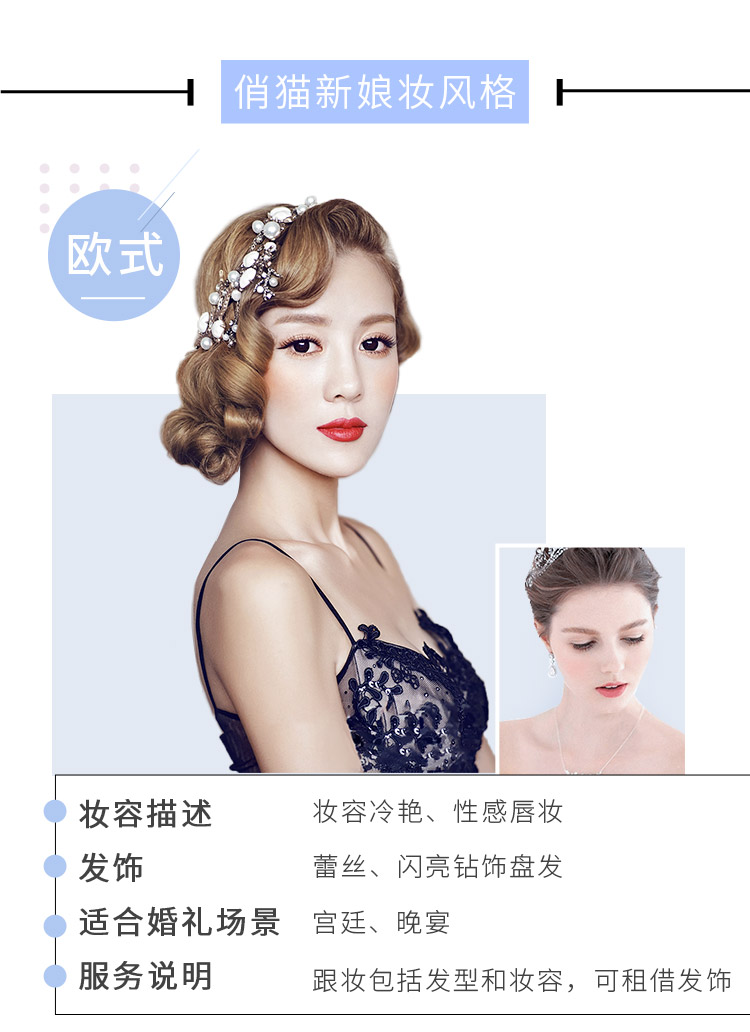 俏猫新娘妆风格
欧式
妆容描述 妆容冷艳、性感唇妆
发饰 蕾丝、闪亮钻饰盘发
适合婚礼场景 宫廷、晚宴
服务说明 跟妆包括发型和妆容，可租借发饰